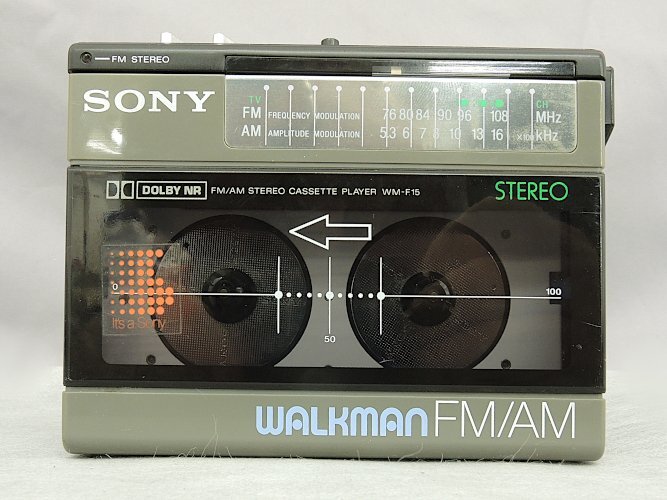 FM STEREO
SONY
TV CH
FM FREQUENCY MODULATION 76 80 84 90 96 108 MHz
AM AMPLITUDE MODULATION 5.3 6 7 8 10 13 16 x100 kHz
DOLBY NR FM/AM STEREO CASSETTE PLAYER WM-F15 STEREO
0 100
It's a Sony
50
WALKMAN FM/AM